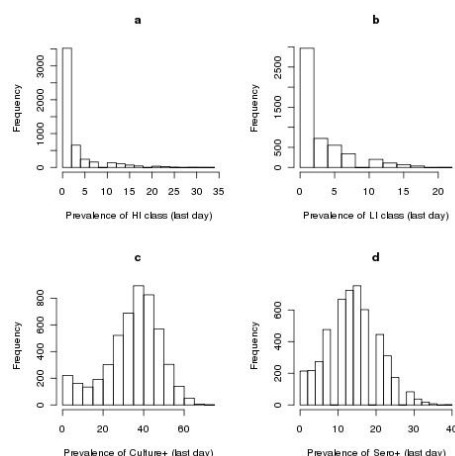 a
Frequency
0 1000 2000 3000
0 5 10 15 20 25 30 35
Prevalence of HI class (last day)
b
Frequency
0 500 1500 2500
0 5 10 15 20
Prevalence of LI class (last day)
c
Frequency
0 200 400 600 800
0 20 40 60
Prevalence of Culture+ (last day)
d
Frequency
0 200 400 600
0 10 20 30 40
Prevalence of Sero+ (last day)